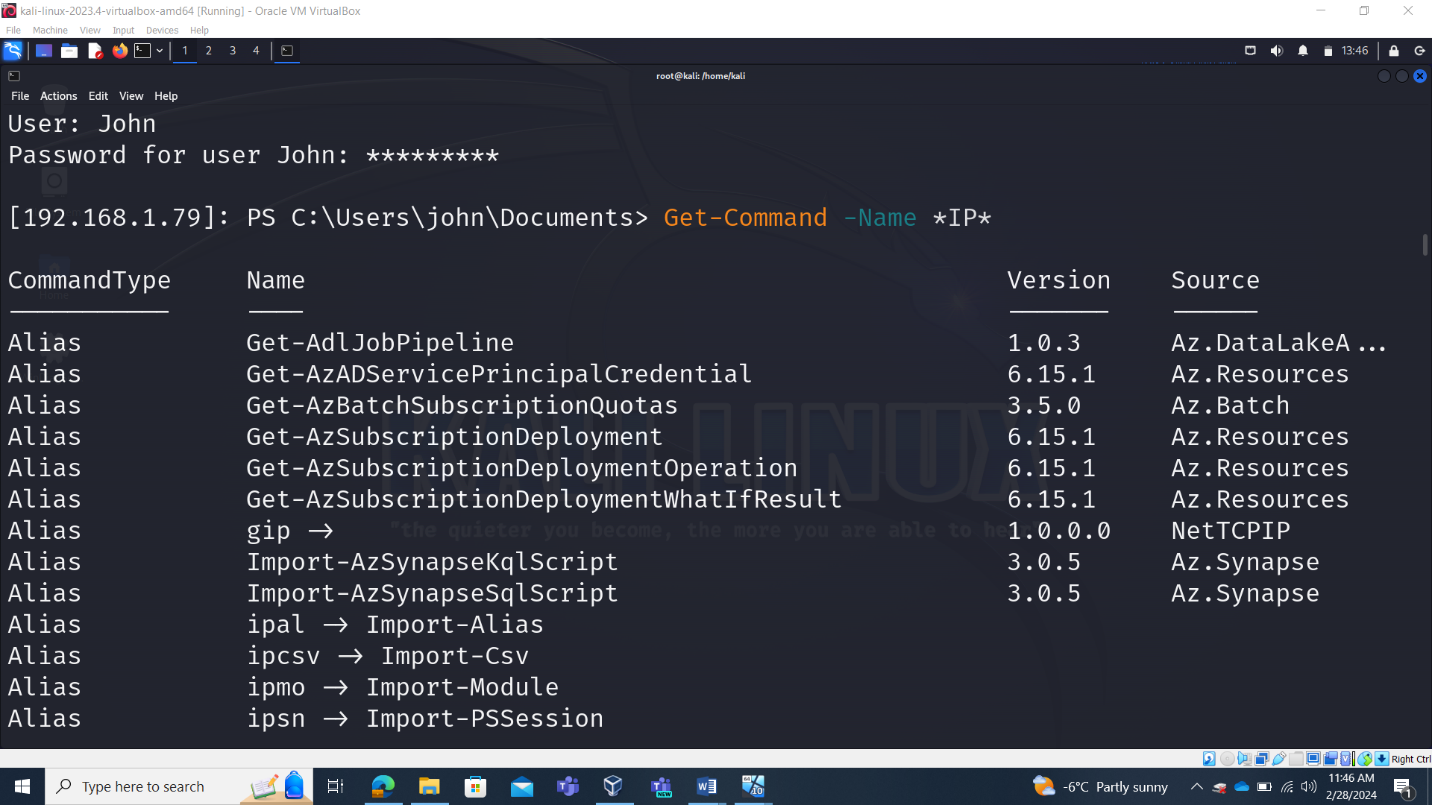 kali-linux-2023.4-virtualbox-amd64 [Running] - Oracle VM VirtualBox
File Machine View Input Devices Help
1 2 3 4 13:46
root@kali: /home/kali
File Actions Edit View Help
User: John
Password for user John: *********
[192.168.1.79]: PS C:\Users\john\Documents> Get-Command -Name *IP*
CommandType Name Version Source
----------- ---- ------- ------
Alias Get-AdlJobPipeline 1.0.3 Az.DataLakeA...
Alias Get-AzADServicePrincipalCredential 6.15.1 Az.Resources
Alias Get-AzBatchSubscriptionQuotas 3.5.0 Az.Batch
Alias Get-AzSubscriptionDeployment 6.15.1 Az.Resources
Alias Get-AzSubscriptionDeploymentOperation 6.15.1 Az.Resources
Alias Get-AzSubscriptionDeploymentWhatIfResult 6.15.1 Az.Resources
Alias gip -> 1.0.0.0 NetTCPIP
Alias Import-AzSynapseKqlScript 3.0.5 Az.Synapse
Alias Import-AzSynapseSqlScript 3.0.5 Az.Synapse
Alias ipal -> Import-Alias
Alias ipcsv -> Import-Csv
Alias ipmo -> Import-Module
Alias ipsn -> Import-PSSession
KALI LINUX
"the quieter you become, the more you are able to hear"
Right Ctrl
Type here to search
-6°C Partly sunny
11:46 AM
2/28/2024
1